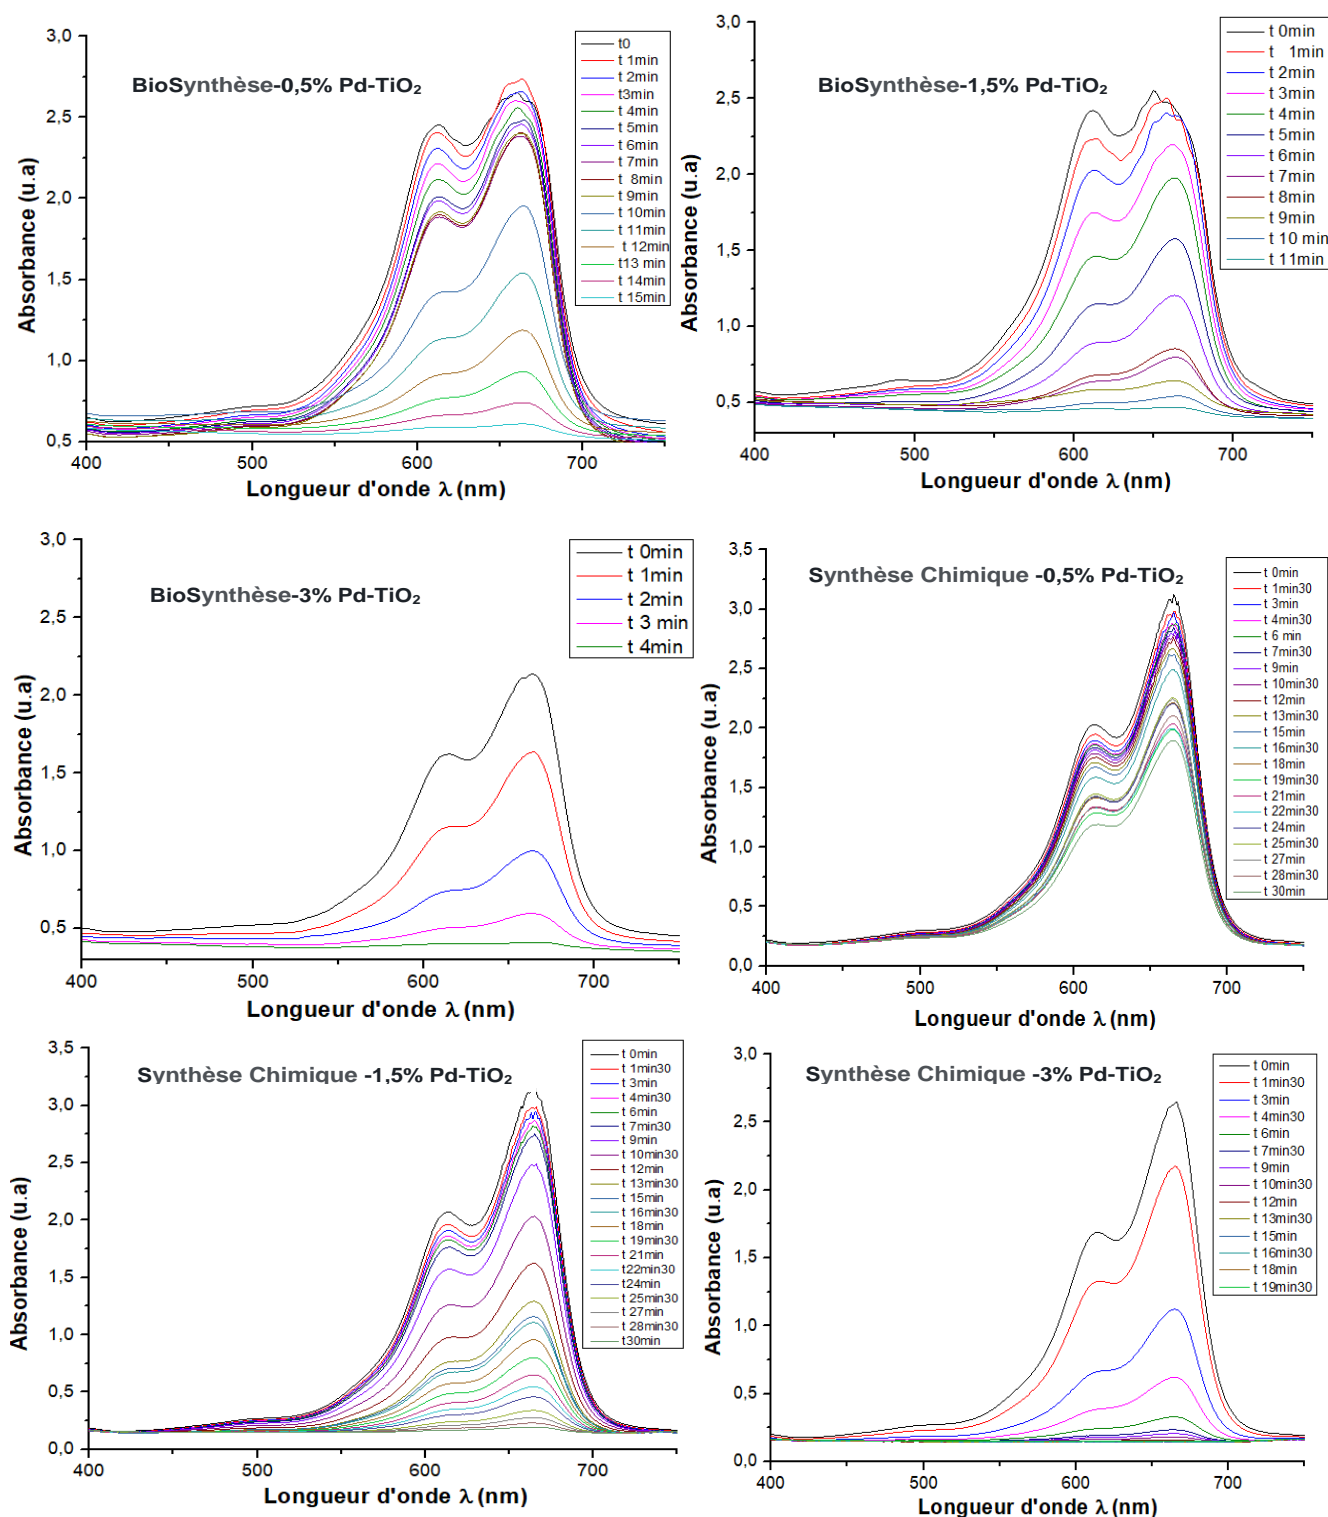 BioSynthèse-0,5% Pd-TiO₂
Absorbance (u.a)
3,0
2,5
2,0
1,5
1,0
0,5
400
500
600
700
Longueur d'onde λ (nm)
t0
t 1min
t 2min
t3min
t 4min
t 5min
t 6min
t 7min
t 8min
t 9min
t 10min
t 11min
t 12min
t13 min
t 14min
t 15min
BioSynthèse-1,5% Pd-TiO₂
Absorbance (u.a)
3,0
2,5
2,0
1,5
1,0
0,5
400
500
600
700
Longueur d'onde λ (nm)
t 0min
t 1min
t 2min
t 3min
t 4min
t 5min
t 6min
t 7min
t 8min
t 9min
t 10 min
t 11min
BioSynthèse-3% Pd-TiO₂
Absorbance (u.a)
3,0
2,5
2,0
1,5
1,0
0,5
400
500
600
700
Longueur d'onde λ (nm)
t 0min
t 1min
t 2min
t 3 min
t 4min
Synthèse Chimique -0,5% Pd-TiO₂
Absorbance (u.a)
3,5
3,0
2,5
2,0
1,5
1,0
0,5
0,0
400
500
600
700
Longueur d'onde λ (nm)
t 0min
t 1min30
t 3min
t 4min30
t 6 min
t 7min30
t 9min
t 10min30
t 12min
t 13min30
t 15min
t 16min30
t 18min
t 19min30
t 21min
t 22min30
t 24min
t 25min30
t 27min
t 28min30
t 30min
Synthèse Chimique -1,5% Pd-TiO₂
Absorbance (u.a)
3,5
3,0
2,5
2,0
1,5
1,0
0,5
0,0
400
500
600
700
Longueur d'onde λ (nm)
t 0min
t 1min30
t 3min
t 4min30
t 6min
t 7min30
t 9min
t 10min30
t 12min
t 13min30
t 15min
t 16min30
t 18min
t 19min30
t 21min
t22min30
t24min
t 25min30
t 27min
t 28min30
t30min
Synthèse Chimique -3% Pd-TiO₂
Absorbance (u.a)
3,0
2,5
2,0
1,5
1,0
0,5
0,0
400
500
600
700
Longueur d'onde λ (nm)
t 0min
t 1min30
t 3min
t 4min30
t 6min
t 7min30
t 9min
t 10min30
t 12min
t 13min30
t 15min
t 16min30
t 18min
t 19min30